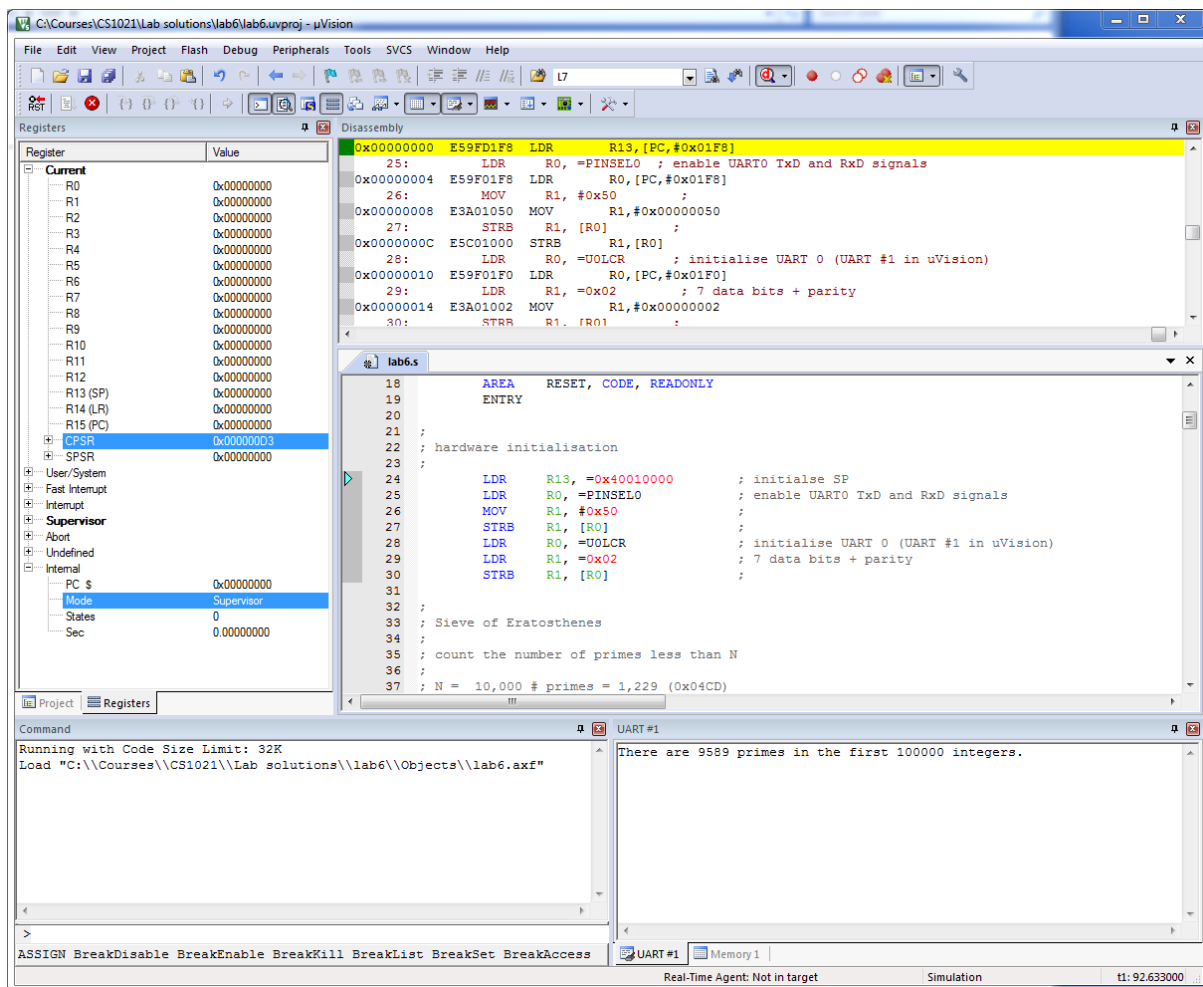 C:\Courses\CS1021\Lab solutions\lab6\lab6.uvproj - µVision
File Edit View Project Flash Debug Peripherals Tools SVCS Window Help
L7
RST
Registers
Register Value
Current
R0 0x00000000
R1 0x00000000
R2 0x00000000
R3 0x00000000
R4 0x00000000
R5 0x00000000
R6 0x00000000
R7 0x00000000
R8 0x00000000
R9 0x00000000
R10 0x00000000
R11 0x00000000
R12 0x00000000
R13 (SP) 0x00000000
R14 (LR) 0x00000000
R15 (PC) 0x00000000
CPSR 0x000000D3
SPSR 0x00000000
User/System
Fast Interrupt
Interrupt
Supervisor
Abort
Undefined
Internal
PC $ 0x00000000
Mode Supervisor
States 0
Sec 0.00000000
Project Registers
Disassembly
0x00000000 E59FD1F8 LDR R13,[PC,#0x01F8]
25: LDR R0, =PINSEL0 ; enable UART0 TxD and RxD signals
0x00000004 E59F01F8 LDR R0,[PC,#0x01F8]
26: MOV R1, #0x50 ;
0x00000008 E3A01050 MOV R1,#0x00000050
27: STRB R1, [R0] ;
0x0000000C E5C01000 STRB R1,[R0]
28: LDR R0, =U0LCR ; initialise UART 0 (UART #1 in uVision)
0x00000010 E59F01F0 LDR R0,[PC,#0x01F0]
29: LDR R1, =0x02 ; 7 data bits + parity
0x00000014 E3A01002 MOV R1,#0x00000002
30: STRB R1, [R0] ;
lab6.s
18 AREA RESET, CODE, READONLY
19 ENTRY
20
21 ;
22 ; hardware initialisation
23 ;
24 LDR R13, =0x40010000 ; initialse SP
25 LDR R0, =PINSEL0 ; enable UART0 TxD and RxD signals
26 MOV R1, #0x50 ;
27 STRB R1, [R0] ;
28 LDR R0, =U0LCR ; initialise UART 0 (UART #1 in uVision)
29 LDR R1, =0x02 ; 7 data bits + parity
30 STRB R1, [R0] ;
31
32 ;
33 ; Sieve of Eratosthenes
34 ;
35 ; count the number of primes less than N
36 ;
37 ; N = 10,000 # primes = 1,229 (0x04CD)
Command
Running with Code Size Limit: 32K
Load "C:\\Courses\\CS1021\\Lab solutions\\lab6\\Objects\\lab6.axf"
>
ASSIGN BreakDisable BreakEnable BreakKill BreakList BreakSet BreakAccess
UART #1
There are 9589 primes in the first 100000 integers.
UART #1 Memory 1
Real-Time Agent: Not in target Simulation t1: 92.633000